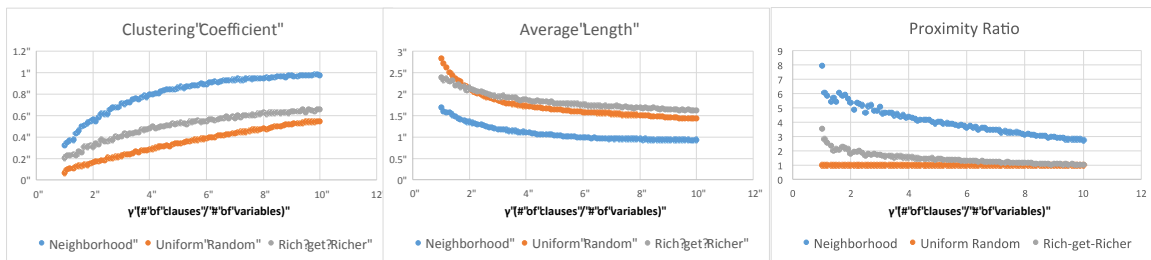 Clustering"Coefficient"
1.2"
1"
0.8"
0.6"
0.4"
0.2"
0"
0" 2" 4" 6" 8" 10" 12"
γ"(#"of"clauses"/"#"of"variables)"
Neighborhood" Uniform"Random" Rich?get?Richer"
Average"Length"
3"
2.5"
2"
1.5"
1"
0.5"
0"
0" 2" 4" 6" 8" 10" 12"
γ"(#"of"clauses"/"#"of"variables)"
Neighborhood" Uniform"Random" Rich?get?Richer"
Proximity Ratio
9
8
7
6
5
4
3
2
1
0
0 2 4 6 8 10 12
γ"(#"of"clauses"/"#"of"variables)"
Neighborhood Uniform Random Rich-get-Richer